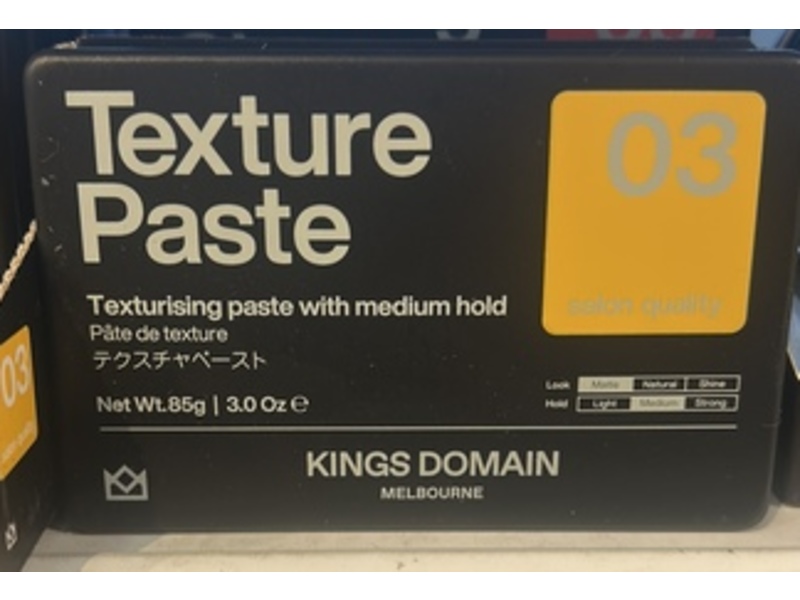 Texture
Paste
03
salon quality
Texturising paste with medium hold
Pâte de texture
テクスチャペースト
Net Wt. 85g | 3.0 Oz ℮
Look Matte Natural Shine
Hold Light Medium Strong
KINGS DOMAIN
MELBOURNE
03